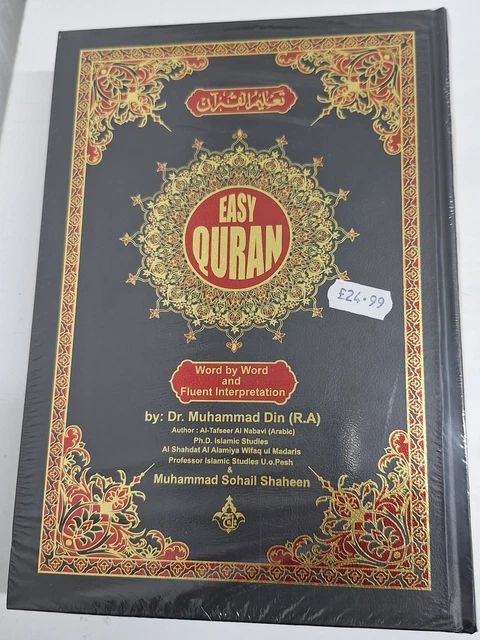 تعليم القرآن
EASY
QURAN
£24.99
Word by Word
and
Fluent Interpretation
by: Dr. Muhammad Din (R.A)
Author : Al-Tafseer Al Nabavi (Arabic)
Ph.D. Islamic Studies
Al Shahdat Al Alamiya Wifaq ul Madaris
Professor Islamic Studies U.o.Pesh
&
Muhammad Sohail Shaheen